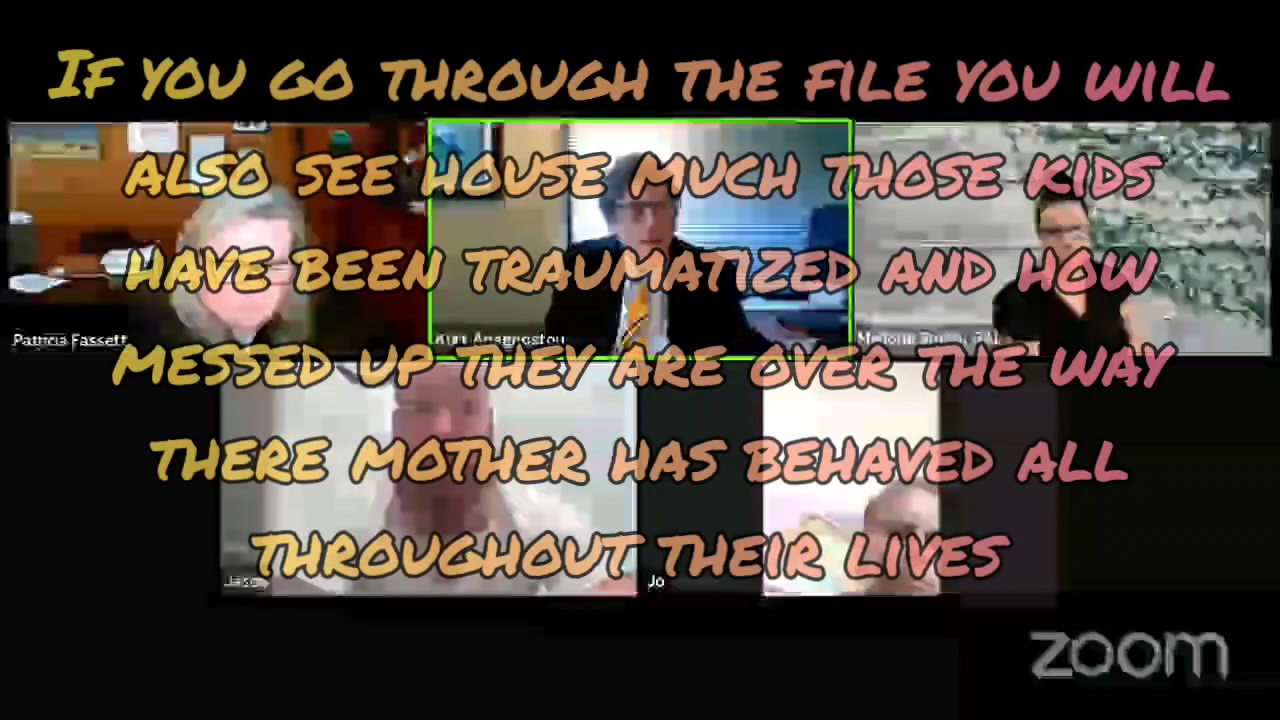 If you go through the file you will
also see house much those kids
have been traumatized and how
messed up they are over the way
there mother has behaved all
throughout their lives
Patricia Fassett
Jo
zoom